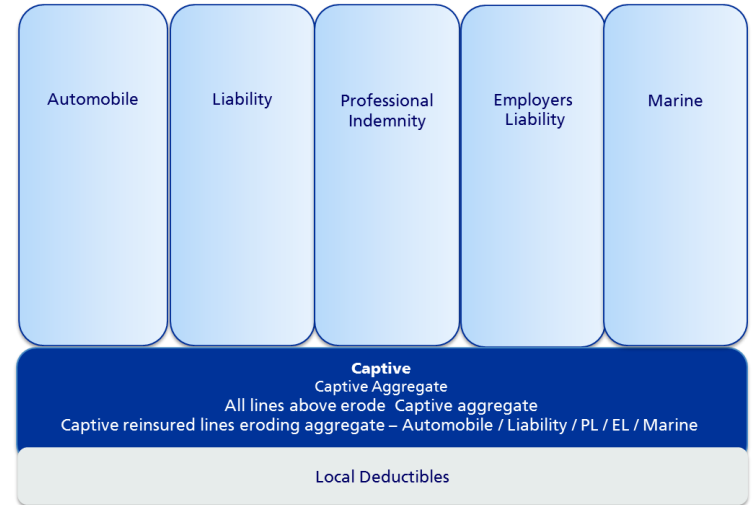 Automobile
Liability
Professional
Indemnity
Employers
Liability
Marine
Captive
Captive Aggregate
All lines above erode Captive aggregate
Captive reinsured lines eroding aggregate – Automobile / Liability / PL / EL / Marine
Local Deductibles